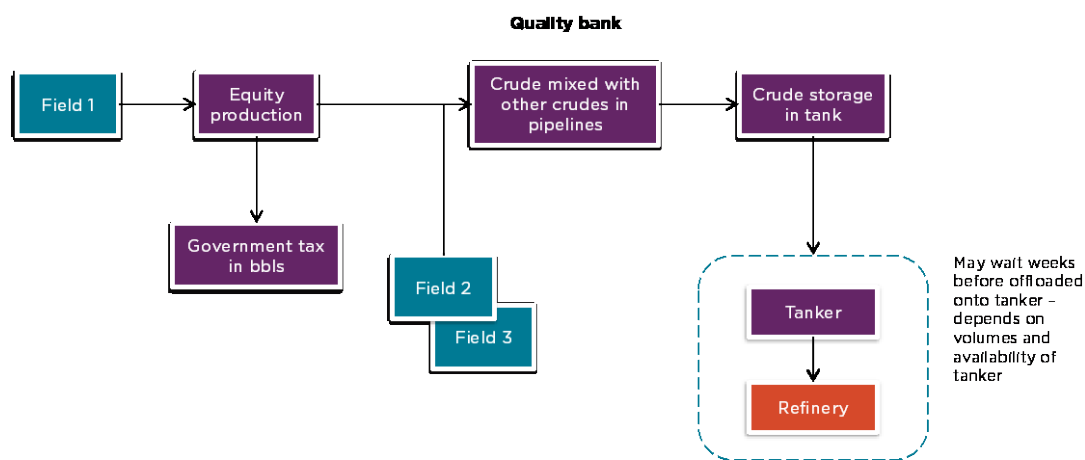 Quality bank
Field 1
Equity
production
Crude mixed with
other crudes in
pipelines
Crude storage
in tank
Government tax
in bbls
Field 2
Field 3
Tanker
Refinery
May wait weeks
before offloaded
onto tanker –
depends on
volumes and
availability of
tanker